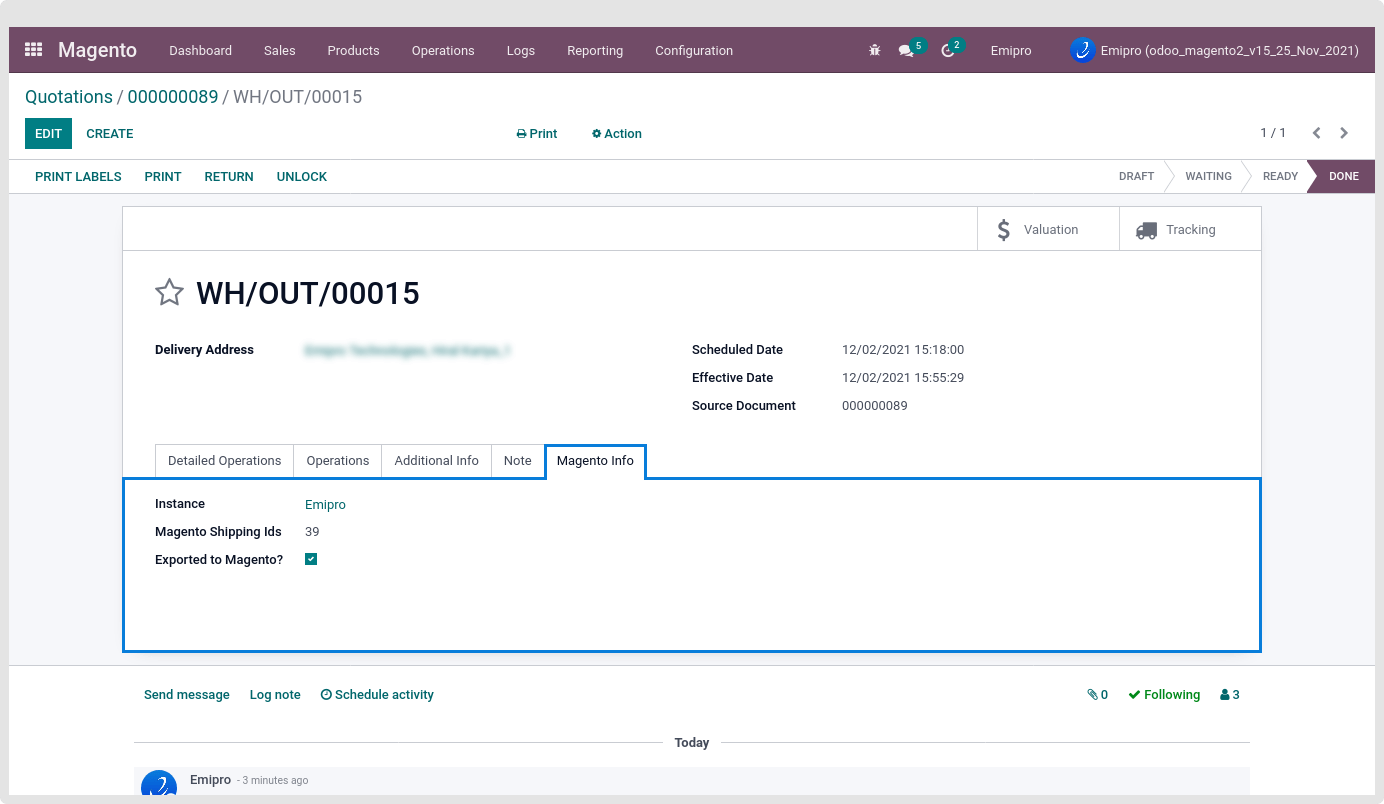 Magento Dashboard Sales Products Operations Logs Reporting Configuration 5 2 Emipro Emipro (odoo_magento2_v15_25_Nov_2021)
Quotations / 000000089 / WH/OUT/00015
EDIT CREATE Print Action 1 / 1
PRINT LABELS PRINT RETURN UNLOCK DRAFT WAITING READY DONE
$ Valuation Tracking
WH/OUT/00015
Delivery Address Scheduled Date 12/02/2021 15:18:00
Effective Date 12/02/2021 15:55:29
Source Document 000000089
Detailed Operations Operations Additional Info Note Magento Info
Instance Emipro
Magento Shipping Ids 39
Exported to Magento?
Send message Log note Schedule activity 0 Following 3
Today
Emipro - 3 minutes ago